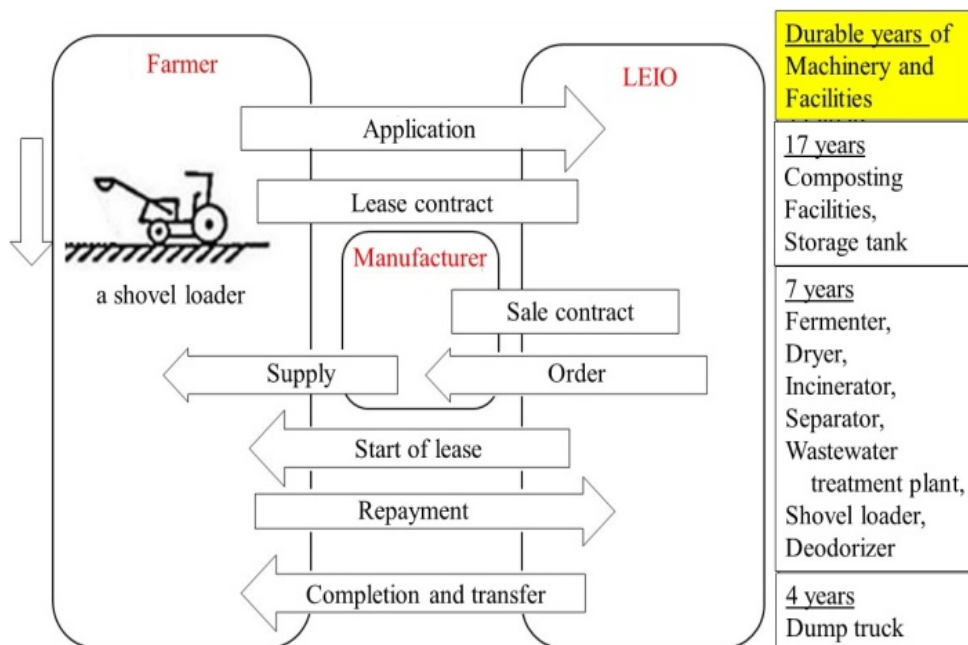 Farmer
LEIO
Application
Lease contract
Manufacturer
a shovel loader
Sale contract
Supply
Order
Start of lease
Repayment
Completion and transfer
Durable years of
Machinery and
Facilities
17 years
Composting
Facilities,
Storage tank
7 years
Fermenter,
Dryer,
Incinerator,
Separator,
Wastewater
treatment plant,
Shovel loader,
Deodorizer
4 years
Dump truck